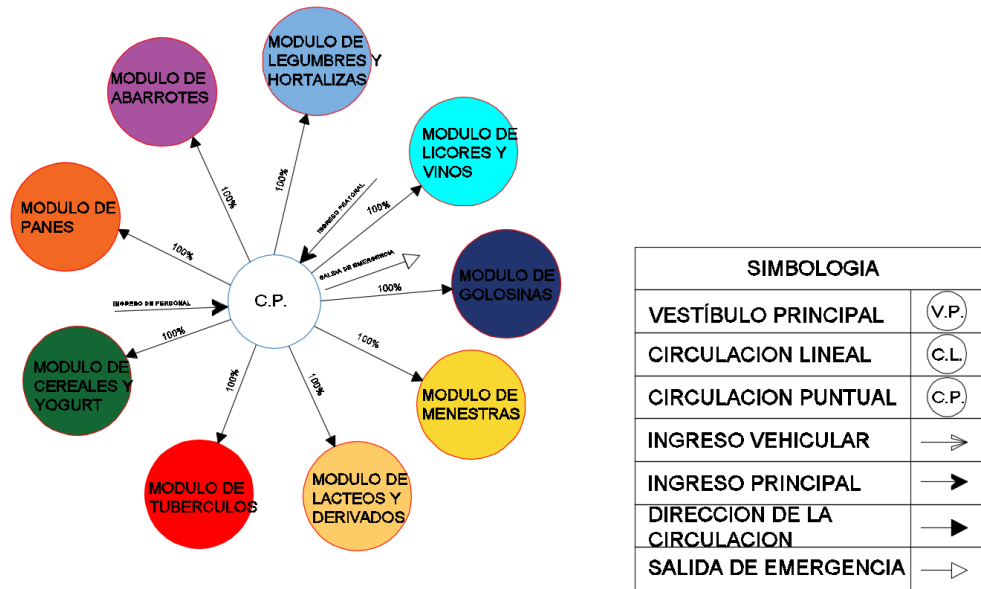 MODULO DE
LEGUMBRES Y
HORTALIZAS
MODULO DE
ABARROTES
MODULO DE
LICORES Y
VINOS
MODULO DE
PANES
MODULO DE
GOLOSINAS
MODULO DE
CEREALES Y
YOGURT
MODULO DE
MENESTRAS
MODULO DE
TUBERCULOS
MODULO DE
LACTEOS Y
DERIVADOS
C.P.
100%
100%
100%
100%
100%
100%
100%
100%
100%
INGRESO PEATONAL
SALIDA DE EMERGENCIA
INGRESO DE PERSONAL
SIMBOLOGIA
VESTÍBULO PRINCIPAL V.P.
CIRCULACION LINEAL C.L.
CIRCULACION PUNTUAL C.P.
INGRESO VEHICULAR
INGRESO PRINCIPAL
DIRECCION DE LA
CIRCULACION
SALIDA DE EMERGENCIA